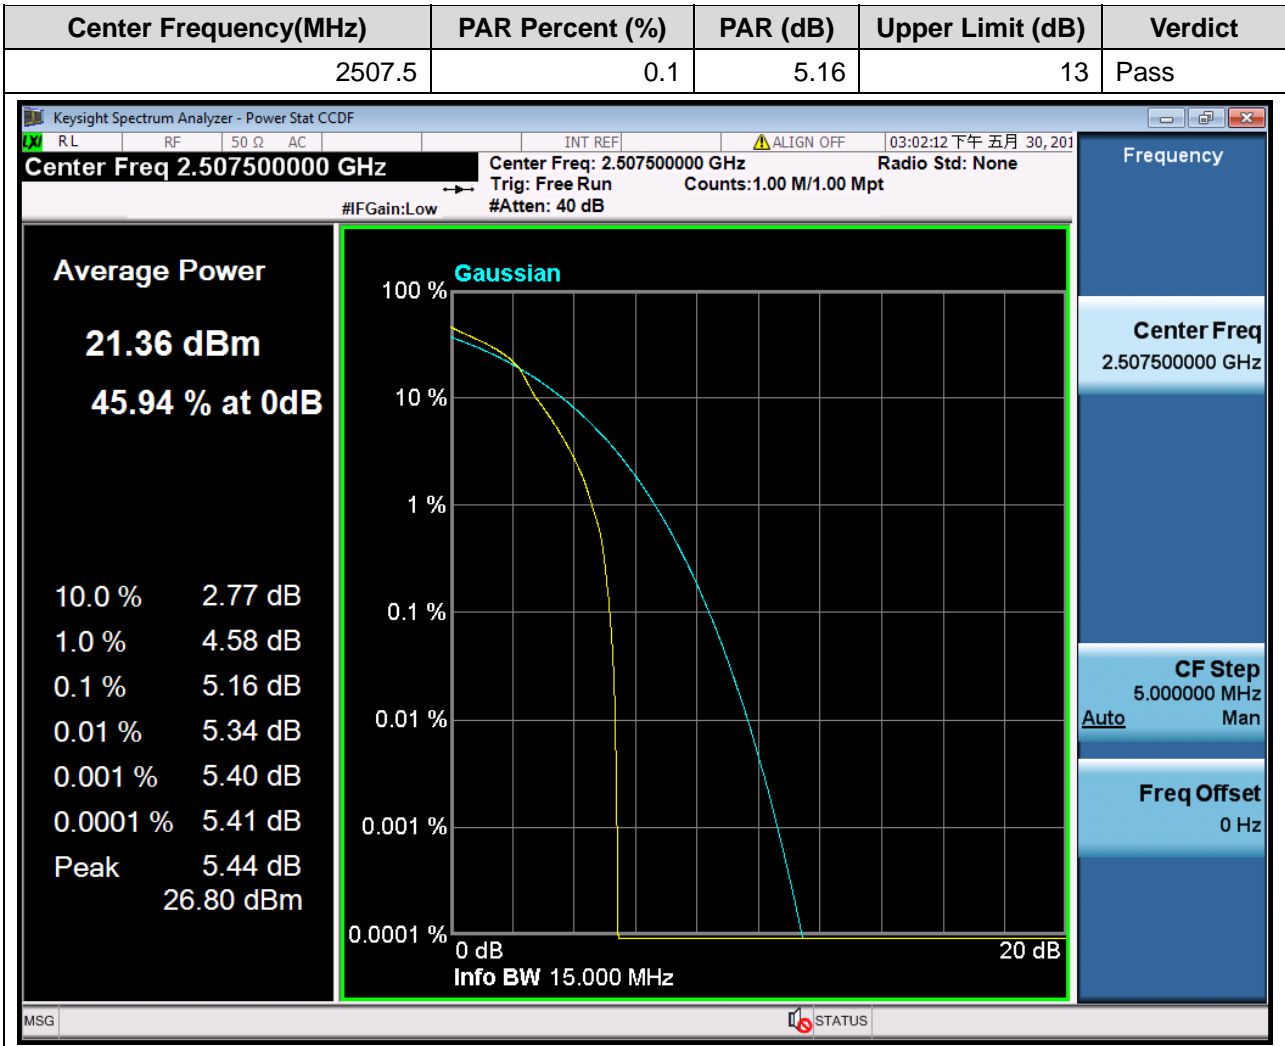 Center Frequency(MHz) PAR Percent (%) PAR (dB) Upper Limit (dB) Verdict
2507.5 0.1 5.16 13 Pass
Keysight Spectrum Analyzer - Power Stat CCDF
LXI RL RF 50 Ω AC INT REF ALIGN OFF 03:02:12 下午 五月 30, 201
Center Freq 2.507500000 GHz
Center Freq: 2.507500000 GHz Radio Std: None
Trig: Free Run Counts:1.00 M/1.00 Mpt
#IFGain:Low #Atten: 40 dB
Frequency
Average Power
21.36 dBm
45.94 % at 0dB
10.0 % 2.77 dB
1.0 % 4.58 dB
0.1 % 5.16 dB
0.01 % 5.34 dB
0.001 % 5.40 dB
0.0001 % 5.41 dB
Peak 5.44 dB
26.80 dBm
Gaussian
100 %
10 %
1 %
0.1 %
0.01 %
0.001 %
0.0001 %
0 dB 20 dB
Info BW 15.000 MHz
Center Freq
2.507500000 GHz
CF Step
5.000000 MHz
Auto Man
Freq Offset
0 Hz
MSG STATUS